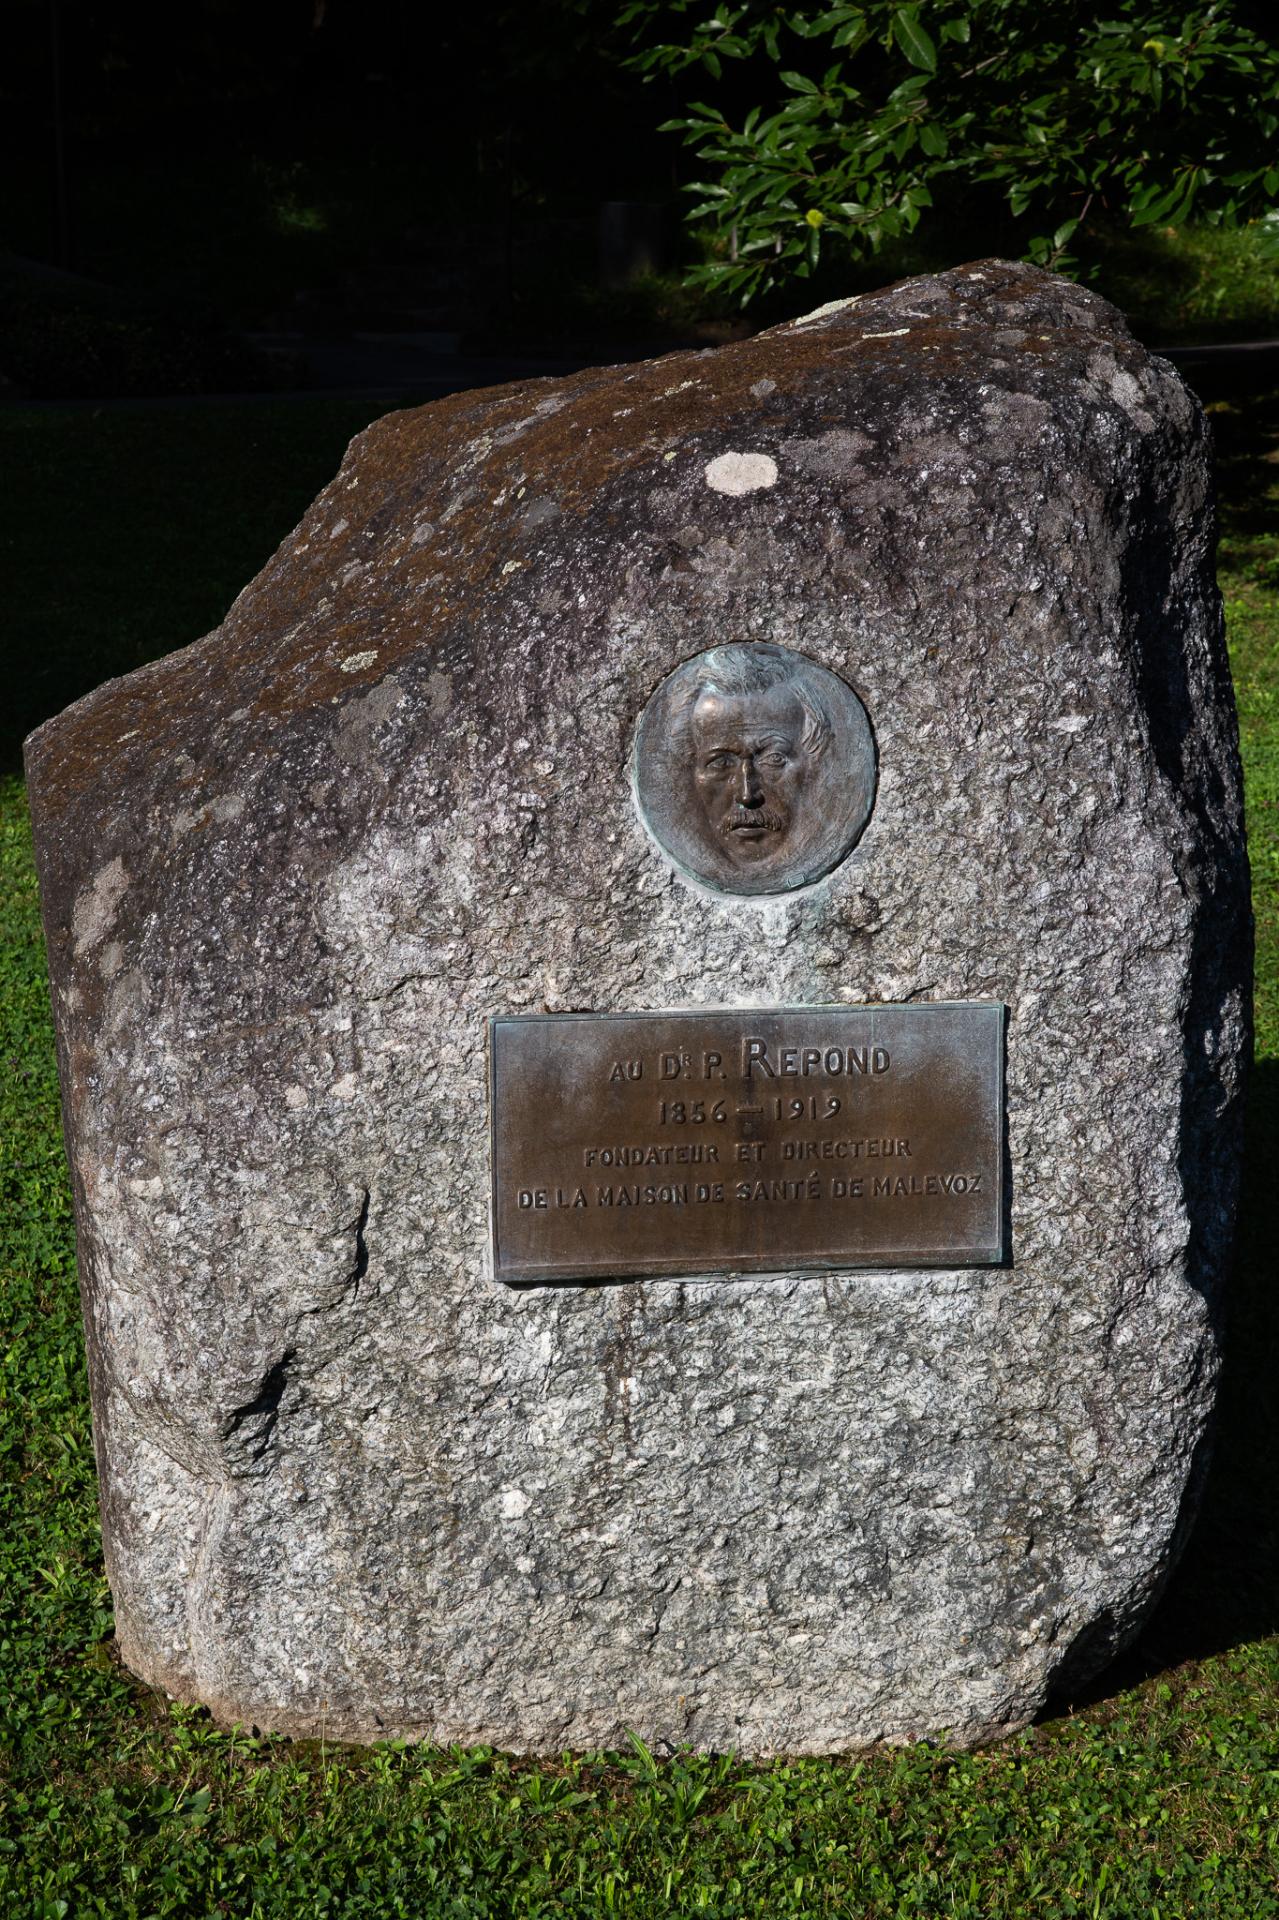 AU DR P. REPOND
1856 — 1919
FONDATEUR ET DIRECTEUR
DE LA MAISON DE SANTÉ DE MALEVOZ